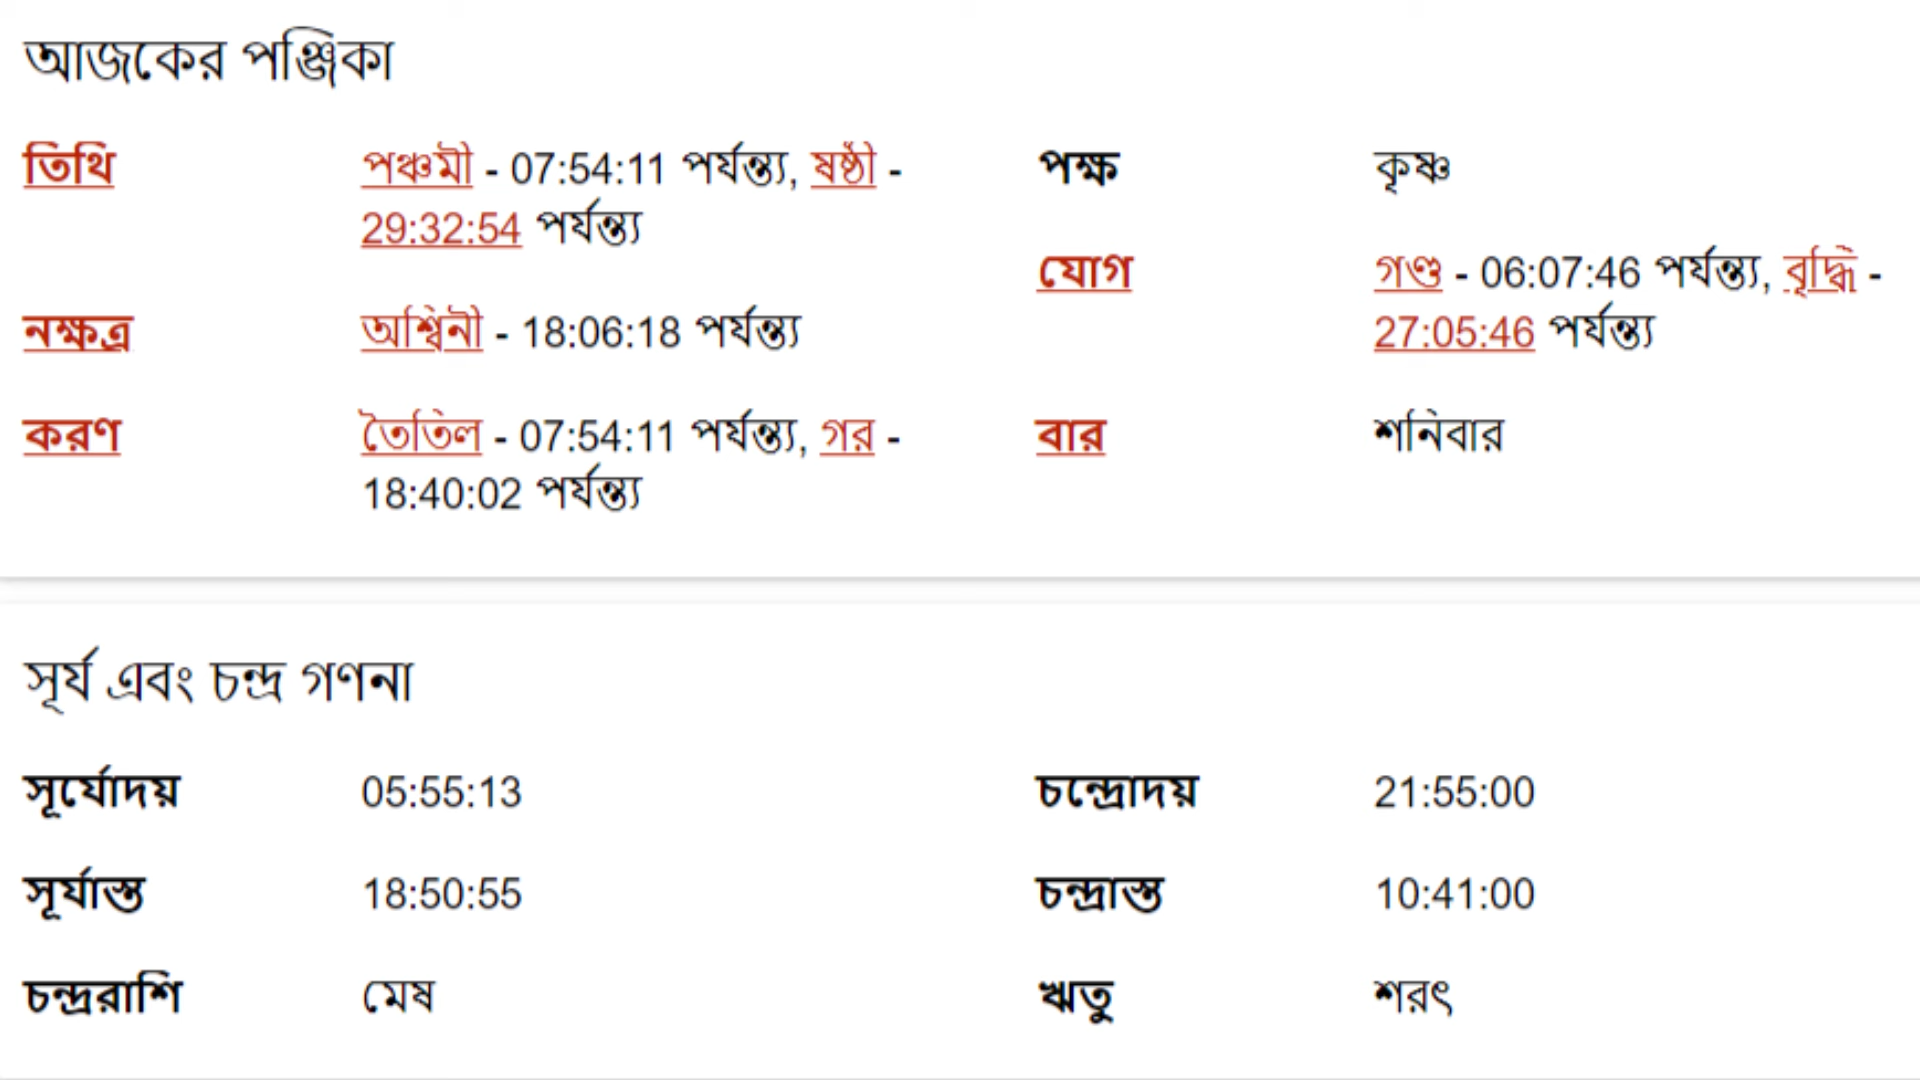 আজকের পঞ্জিকা
তিথি
পঞ্চমী - 07:54:11 পর্যন্ত্য, ষষ্ঠী -
29:32:54 পর্যন্ত্য
নক্ষত্র
অশ্বিনী - 18:06:18 পর্যন্ত্য
করণ
তৈতিল - 07:54:11 পর্যন্ত্য, গর -
18:40:02 পর্যন্ত্য
পক্ষ
কৃষ্ণ
যোগ
গণ্ড - 06:07:46 পর্যন্ত্য, বৃদ্ধি -
27:05:46 পর্যন্ত্য
বার
শনিবার
সূর্য এবং চন্দ্র গণনা
সূর্যোদয়
05:55:13
সূর্যাস্ত
18:50:55
চন্দ্ররাশি
মেষ
চন্দ্রোদয়
21:55:00
চন্দ্রাস্ত
10:41:00
ঋতু
শরৎ